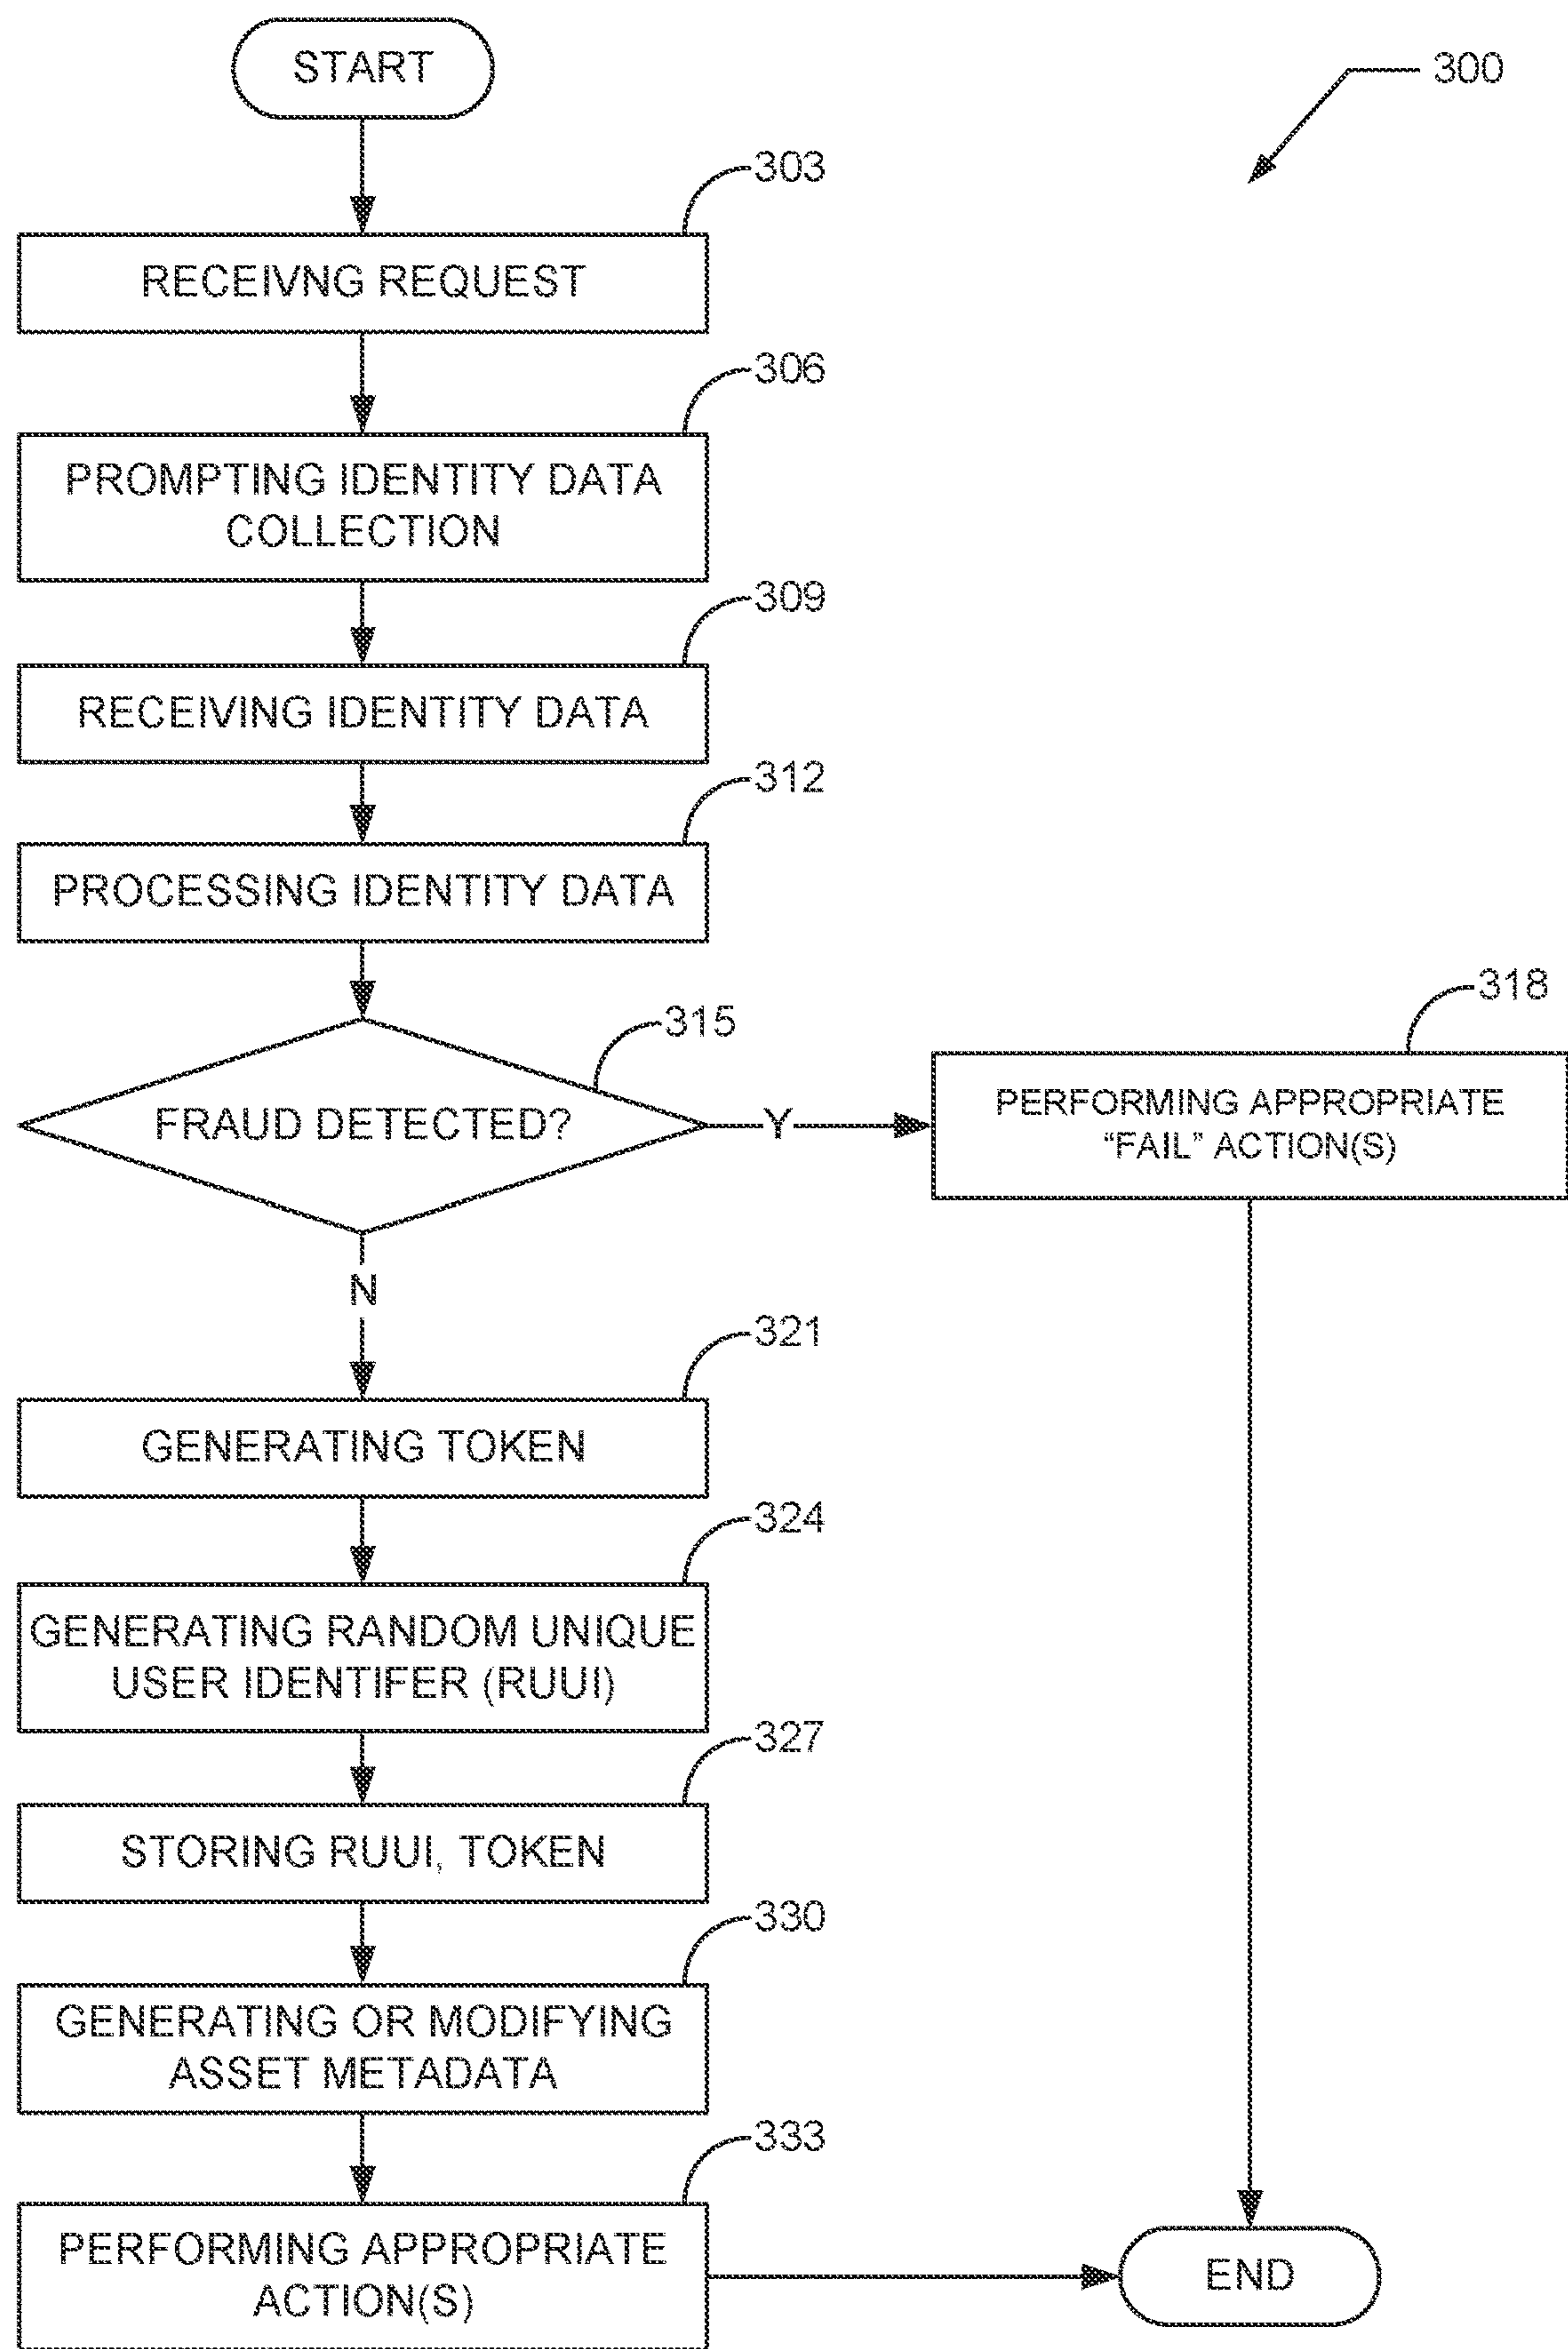 START
300
303
RECEIVNG REQUEST
306
PROMPTING IDENTITY DATA
COLLECTION
309
RECEIVING IDENTITY DATA
312
PROCESSING IDENTITY DATA
315
FRAUD DETECTED?
Y
318
PERFORMING APPROPRIATE
“FAIL” ACTION(S)
N
321
GENERATING TOKEN
324
GENERATING RANDOM UNIQUE
USER IDENTIFER (RUUI)
327
STORING RUUI, TOKEN
330
GENERATING OR MODIFYING
ASSET METADATA
333
PERFORMING APPROPRIATE
ACTION(S)
END